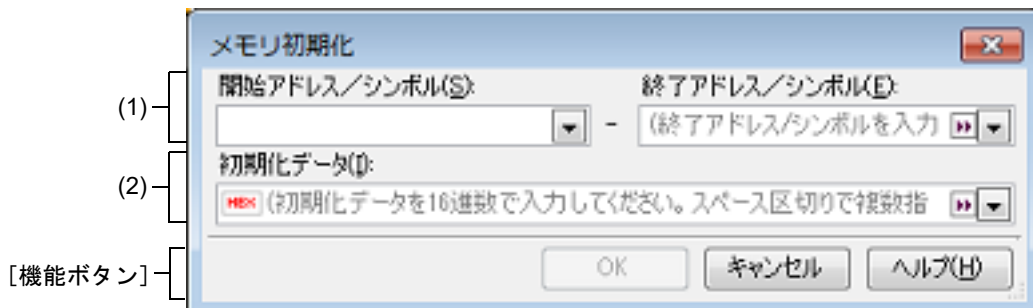 メモリ初期化
(1)
開始アドレス／シンボル(S):
終了アドレス／シンボル(E):
-
(終了アドレス/シンボルを入力
(2)
初期化データ(I):
HEX (初期化データを16進数で入力してください。スペース区切りで複数指
[機能ボタン]
OK キャンセル ヘルプ(H)